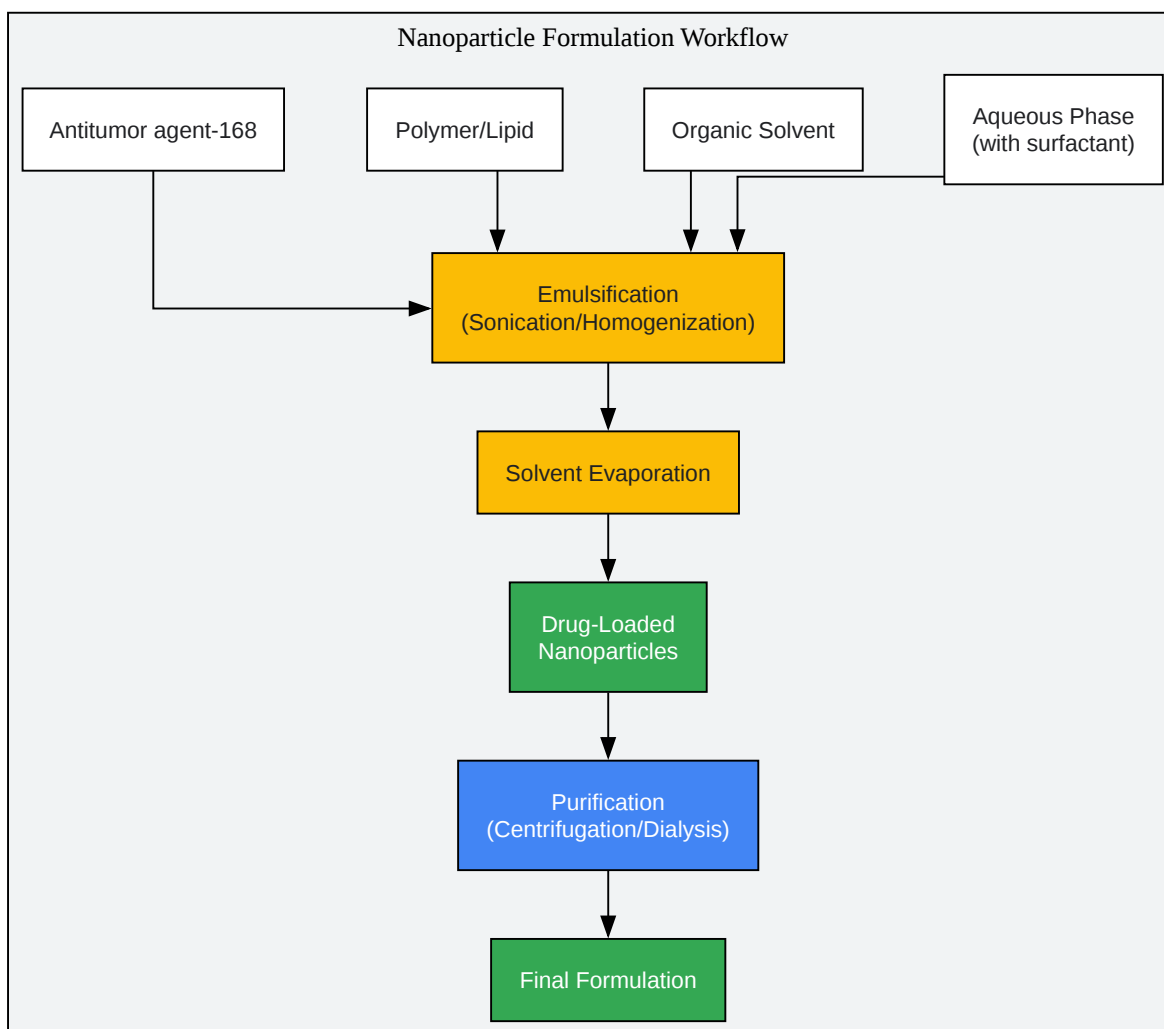 Nanoparticle Formulation Workflow
Antitumor agent-168
Polymer/Lipid
Organic Solvent
Aqueous Phase
(with surfactant)
Emulsification
(Sonication/Homogenization)
Solvent Evaporation
Drug-Loaded
Nanoparticles
Purification
(Centrifugation/Dialysis)
Final Formulation